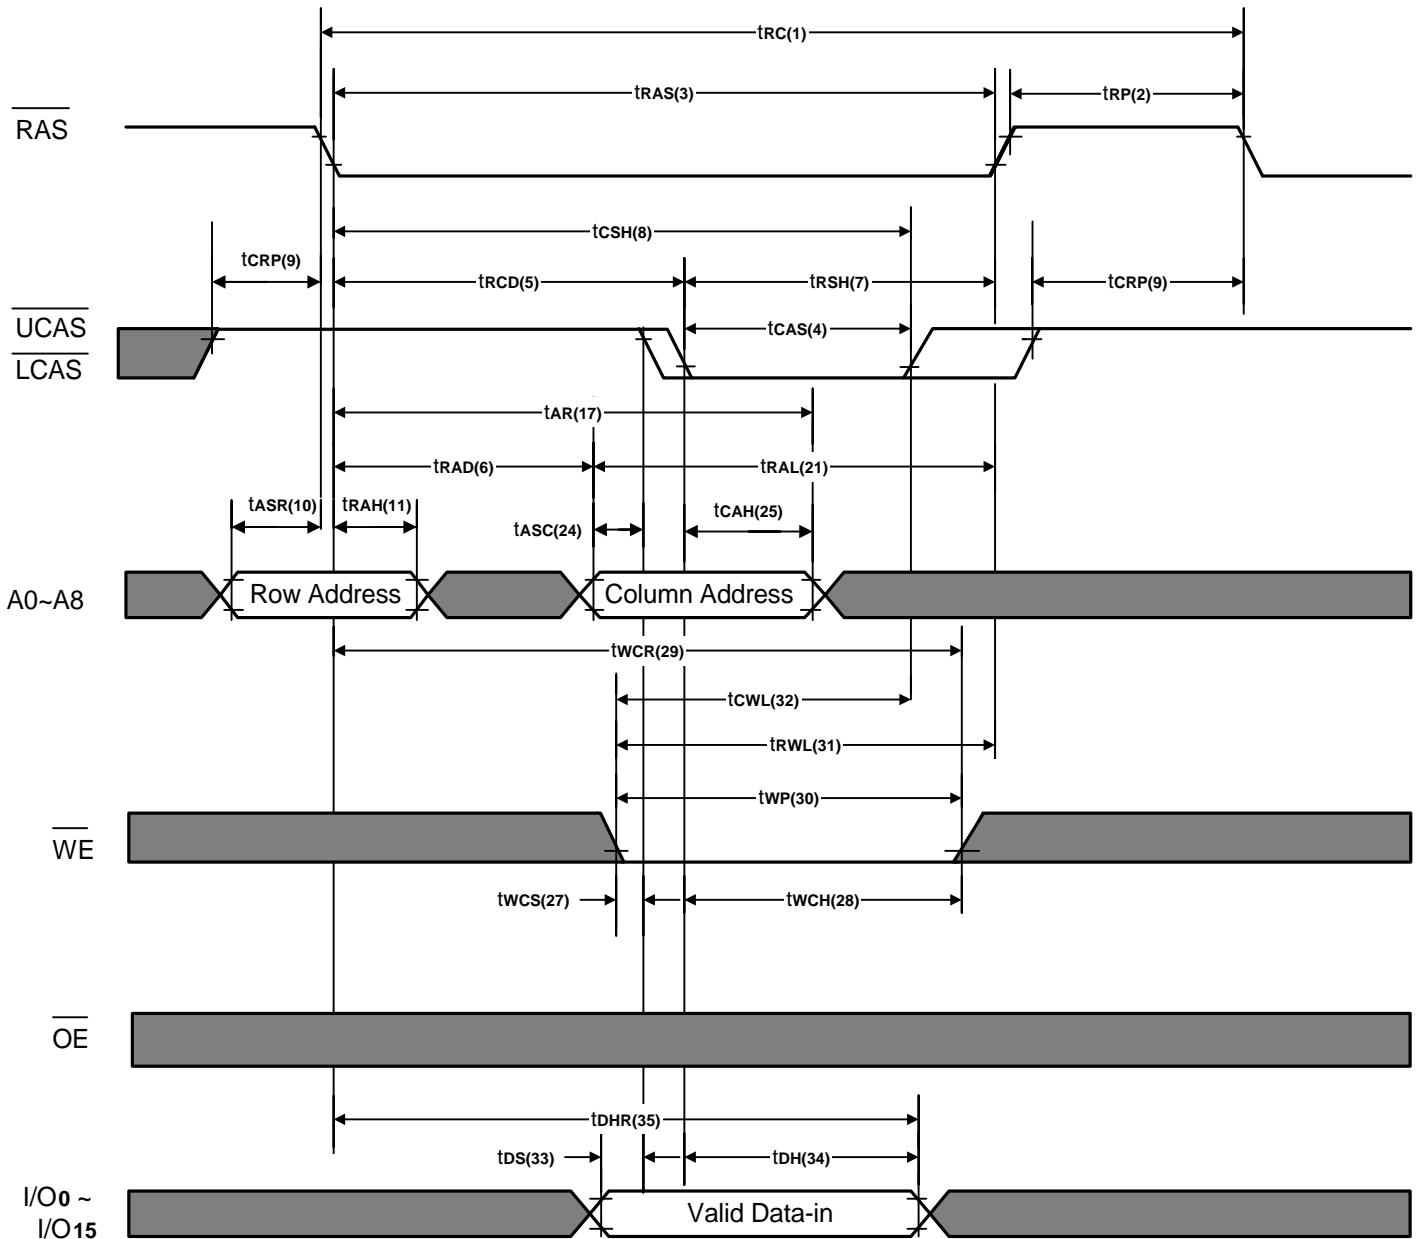 tRC(1)
tRAS(3)
tRP(2)
RAS
tCSH(8)
tCRP(9)
tRCD(5)
tRSH(7)
tCRP(9)
UCAS
tCAS(4)
LCAS
tAR(17)
tRAD(6)
tRAL(21)
tASR(10)
tRAH(11)
tCAH(25)
tASC(24)
A0~A8
Row Address
Column Address
tWCR(29)
tCWL(32)
tRWL(31)
tWP(30)
WE
tWCS(27)
tWCH(28)
OE
tDHR(35)
tDS(33)
tDH(34)
I/O0 ~
I/O15
Valid Data-in